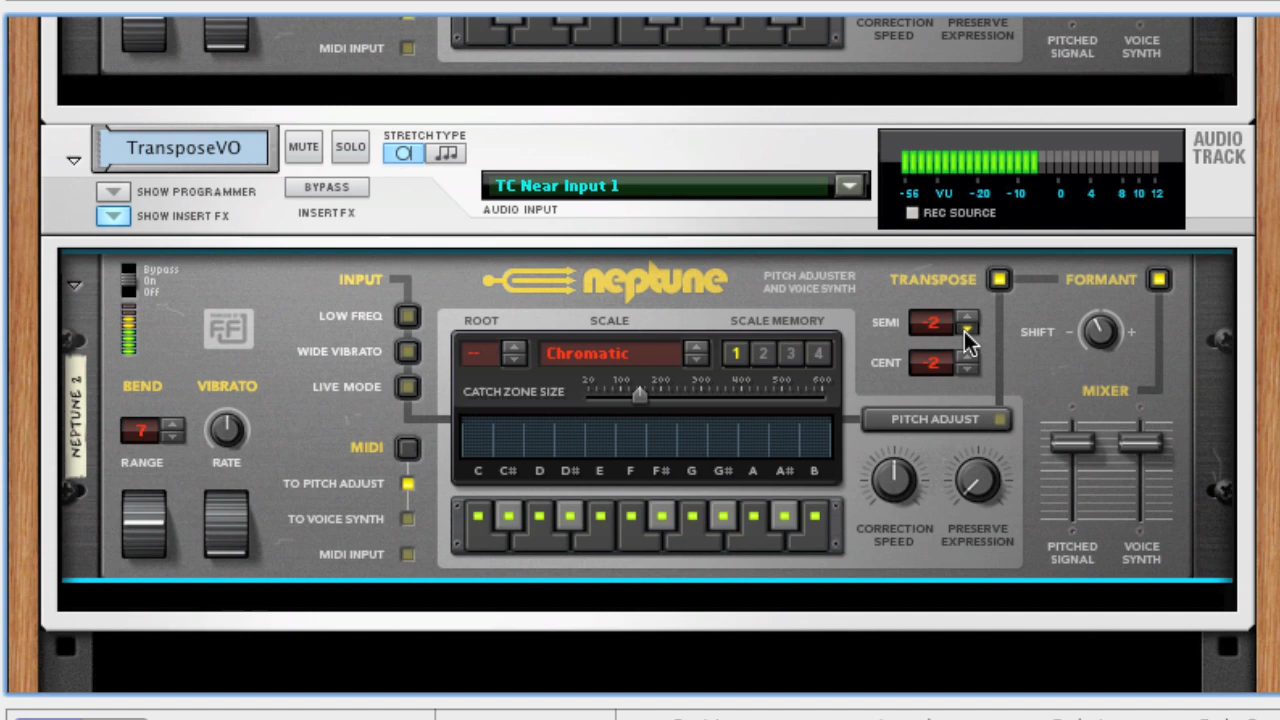 CORRECTION PRESERVE
SPEED EXPRESSION
MIDI INPUT
PITCHED VOICE
SIGNAL SYNTH
TransposeVO
MUTE SOLO
STRETCH TYPE
AUDIO
TRACK
SHOW PROGRAMMER
BYPASS
TC Near Input 1
-56 VU -20 -10 0 4 8 10 12
SHOW INSERT FX
INSERT FX
AUDIO INPUT
REC SOURCE
Bypass
On
Off
INPUT
neptune
PITCH ADJUSTER
AND VOICE SYNTH
TRANSPOSE
FORMANT
LOW FREQ
ROOT SCALE SCALE MEMORY
SEMI -2
SHIFT - +
WIDE VIBRATO
-- Chromatic 1 2 3 4
CENT -2
BEND VIBRATO
LIVE MODE
CATCH ZONE SIZE
20 100 200 300 400 500 600
MIXER
NEPTUNE 2
7
PITCH ADJUST
RANGE RATE
MIDI
C C# D D# E F F# G G# A A# B
TO PITCH ADJUST
TO VOICE SYNTH
CORRECTION PRESERVE
SPEED EXPRESSION
MIDI INPUT
PITCHED VOICE
SIGNAL SYNTH